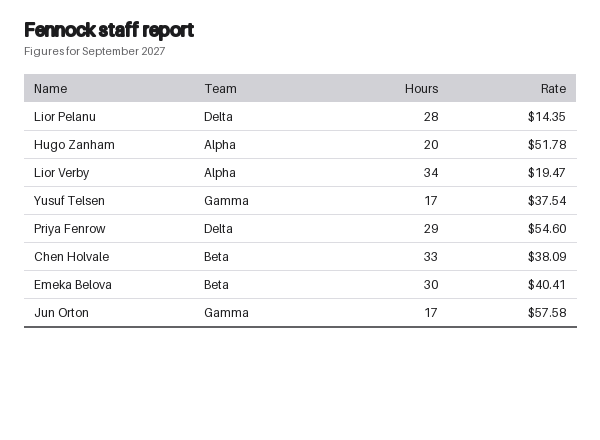 Fennock staff report
Figures for September 2027
Name Team Hours Rate
Lior Pelanu Delta 28 $14.35
Hugo Zanham Alpha 20 $51.78
Lior Verby Alpha 34 $19.47
Yusuf Telsen Gamma 17 $37.54
Priya Fenrow Delta 29 $54.60
Chen Holvale Beta 33 $38.09
Emeka Belova Beta 30 $40.41
Jun Orton Gamma 17 $57.58